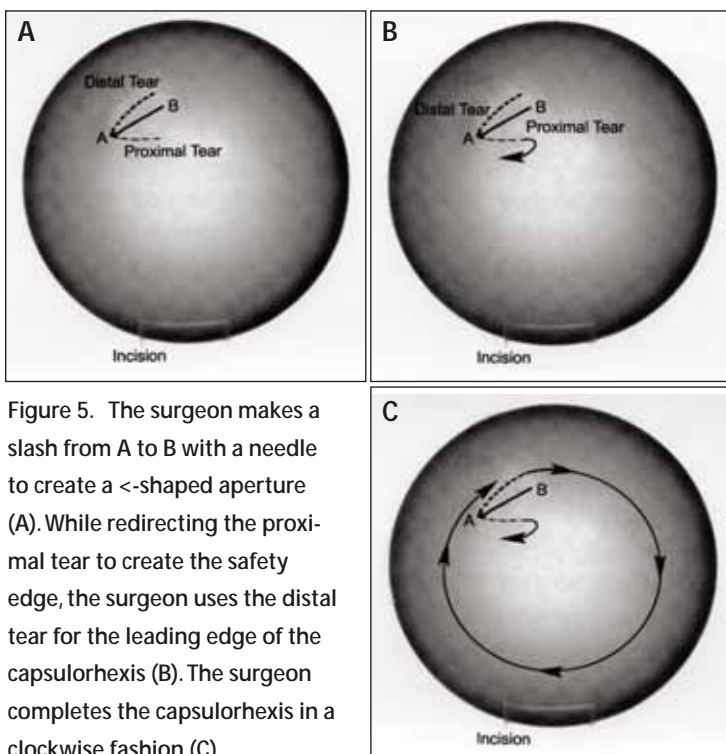 A
Distal Tear
B
A
Proximal Tear
Incision
B
Distal Tear
B
A
Proximal Tear
Incision
Figure 5. The surgeon makes a
slash from A to B with a needle
to create a <-shaped aperture
(A). While redirecting the proxi-
mal tear to create the safety
edge, the surgeon uses the distal
tear for the leading edge of the
capsulorhexis (B). The surgeon
completes the capsulorhexis in a
clockwise fashion (C).
C
B
A
Incision